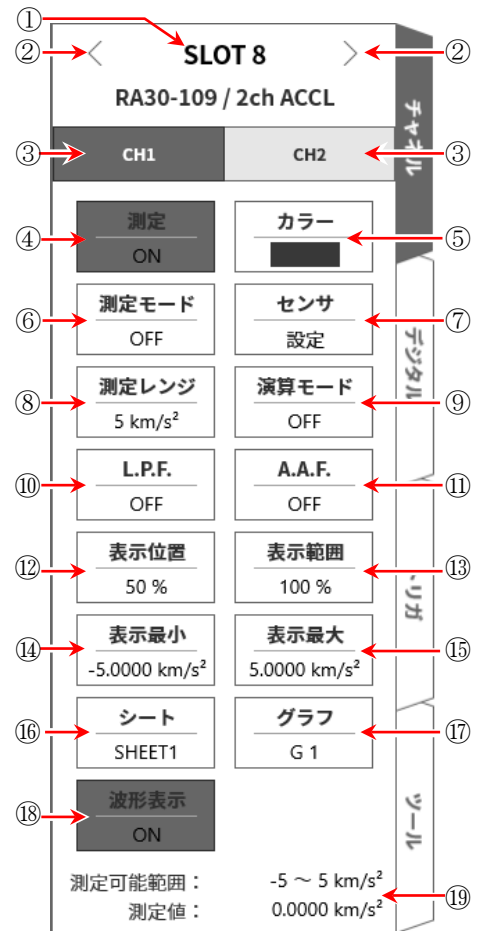 ①
② < SLOT 8 > ②
RA30-109 / 2ch ACCL
③ CH1 CH2 ③
④ 測定 カラー ⑤
ON
⑥ 測定モード センサ ⑦
OFF 設定
⑧ 測定レンジ 演算モード ⑨
5 km/s² OFF
⑩ L.P.F. A.A.F. ⑪
OFF OFF
⑫ 表示位置 表示範囲 ⑬
50 % 100 %
⑭ 表示最小 表示最大 ⑮
-5.0000 km/s² 5.0000 km/s²
⑯ シート グラフ ⑰
SHEET1 G 1
⑱ 波形表示
ON
測定可能範囲： -5 ～ 5 km/s² ⑲
測定値： 0.0000 km/s²
チャネル
デジタル
トリガ
ツール